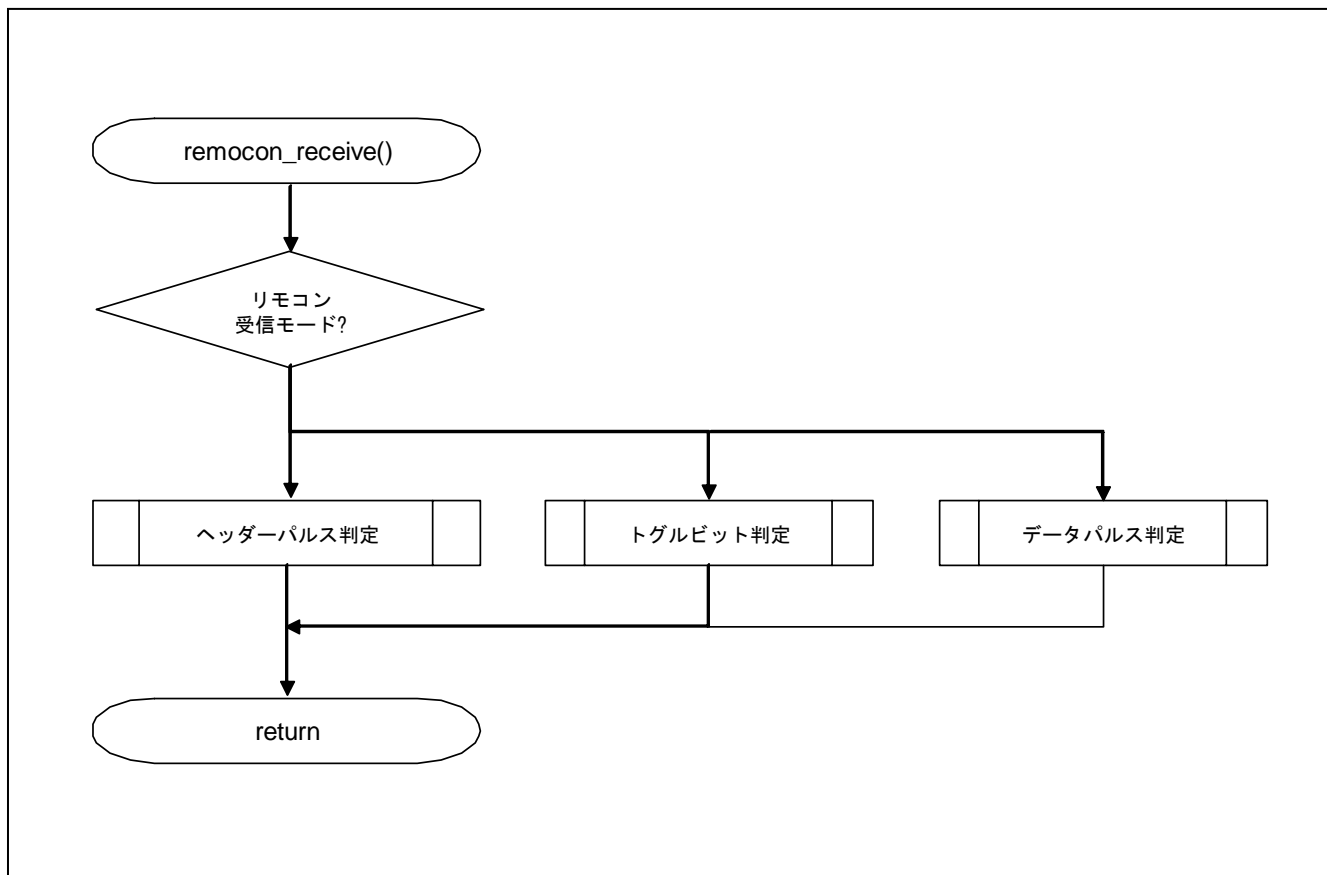 remocon_receive()
リモコン
受信モード?
ヘッダーパルス判定
トグルビット判定
データパルス判定
return